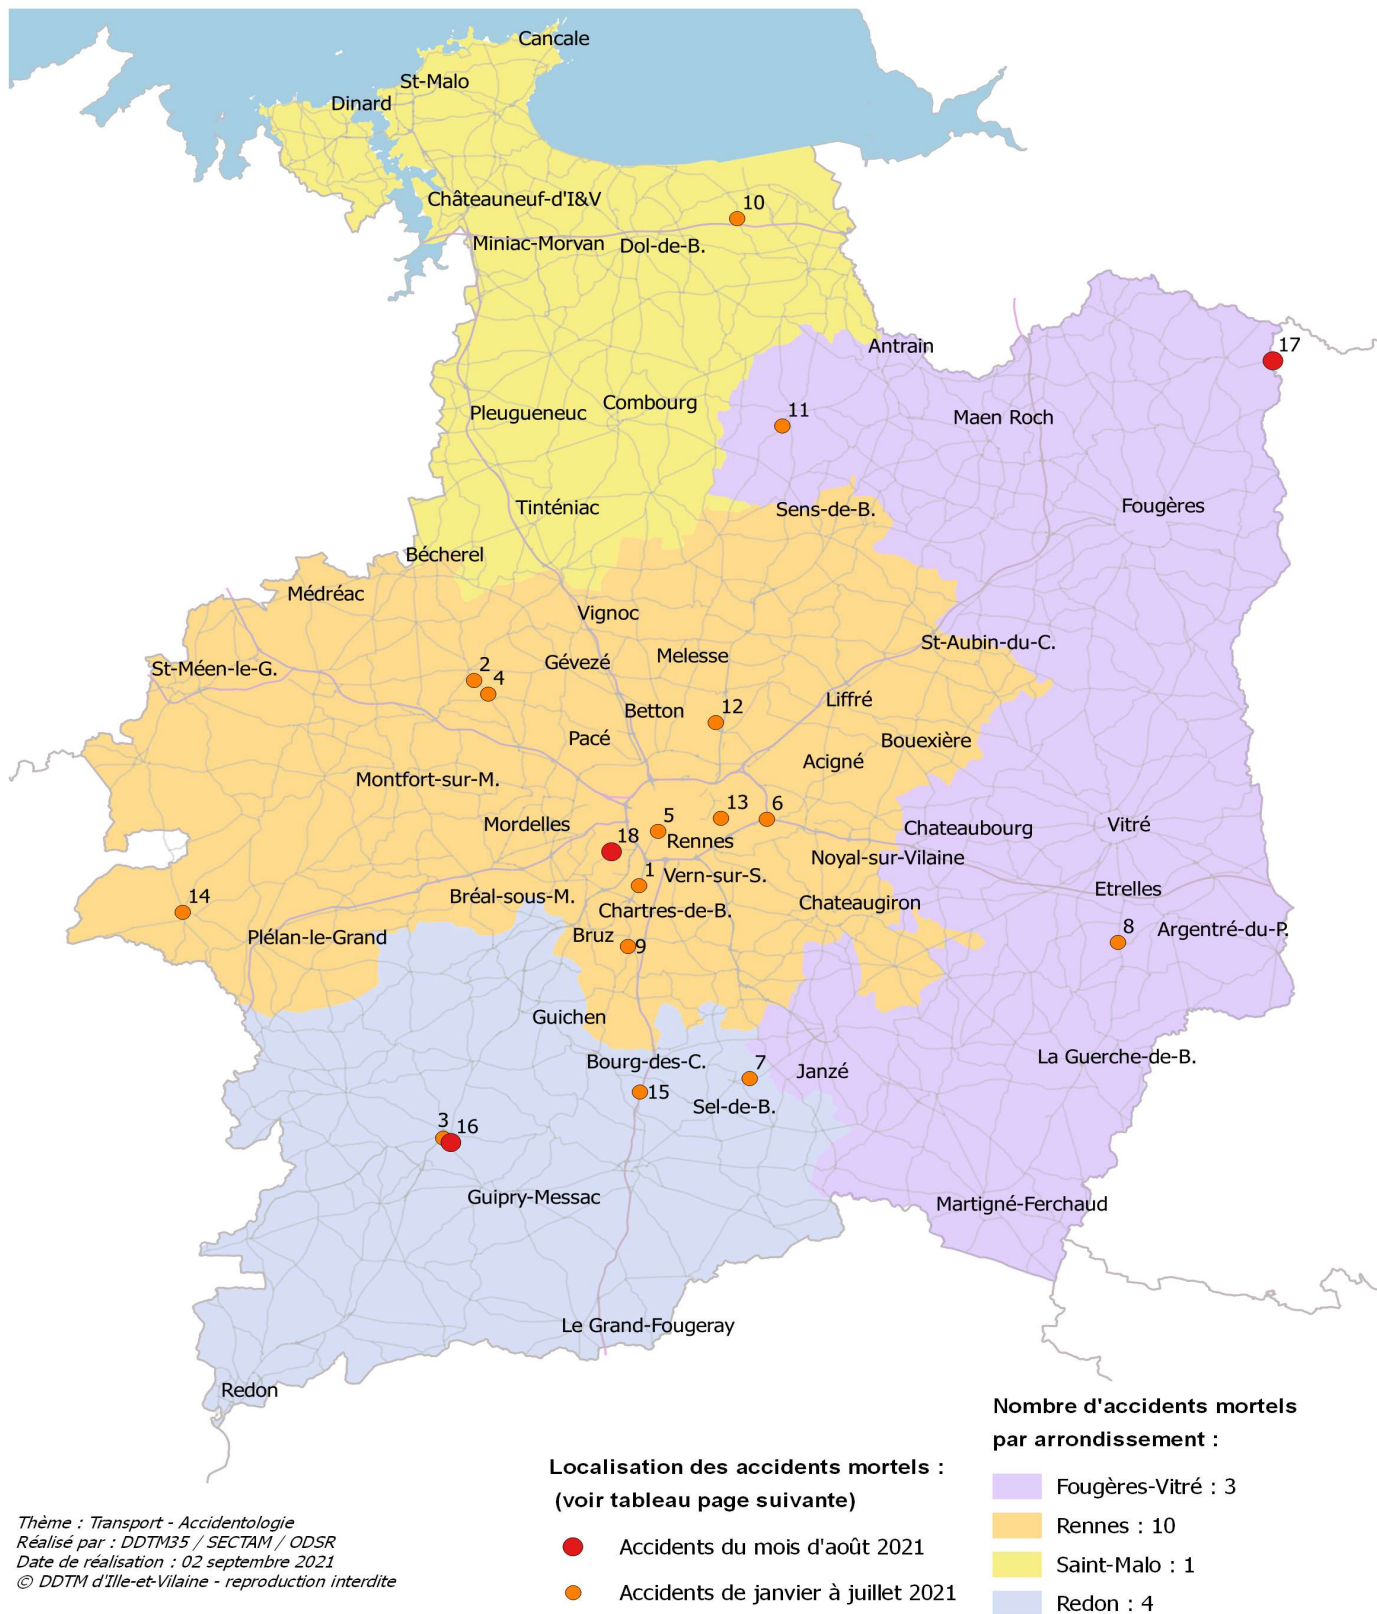 Cancale
St-Malo
Dinard
Châteauneuf-d'I&V
10
Miniac-Morvan
Dol-de-B.
Antrain
17
Pleugueneuc
Combourg
11
Maen Roch
Tinténiac
Sens-de-B.
Fougères
Bécherel
Médréac
Vignoc
St-Méen-le-G.
2
4
Gévezé
Melesse
St-Aubin-du-C.
Betton
12
Liffré
Pacé
Bouexière
Acigné
Montfort-sur-M.
Mordelles
5
13
6
18
Rennes
Chateaubourg
Vitré
Noyal-sur-Vilaine
1
Vern-sur-S.
Etrelles
14
Bréal-sous-M.
Chartres-de-B.
Chateaugiron
Plélan-le-Grand
Bruz
9
8
Argentré-du-P.
Guichen
Bourg-des-C.
7
Janzé
La Guerche-de-B.
15
Sel-de-B.
3
16
Guipry-Messac
Martigné-Ferchaud
Le Grand-Fougeray
Redon
Nombre d'accidents mortels
par arrondissement :
Fougères-Vitré : 3
Rennes : 10
Saint-Malo : 1
Redon : 4
Localisation des accidents mortels :
(voir tableau page suivante)
Accidents du mois d'août 2021
Accidents de janvier à juillet 2021
Thème : Transport - Accidentologie
Réalisé par : DDTM35 / SECTAM / ODSR
Date de réalisation : 02 septembre 2021
© DDTM d'Ille-et-Vilaine - reproduction interdite